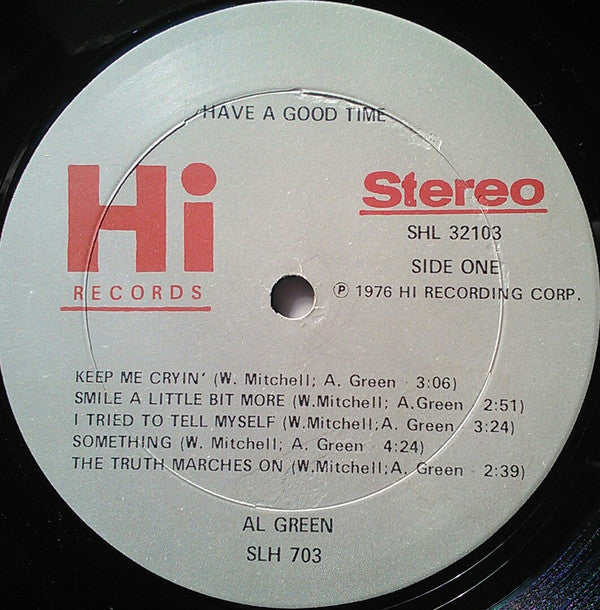 HAVE A GOOD TIME
Hi
RECORDS
Stereo
SHL 32103
SIDE ONE
℗ 1976 HI RECORDING CORP.
KEEP ME CRYIN' (W. Mitchell; A. Green - 3:06)
SMILE A LITTLE BIT MORE (W.Mitchell; A.Green - 2:51)
I TRIED TO TELL MYSELF (W.Mitchell;A. Green - 3:24)
SOMETHING (W. Mitchell; A. Green - 4:24)
THE TRUTH MARCHES ON (W.Mitchell;A. Green - 2:39)
AL GREEN
SLH 703